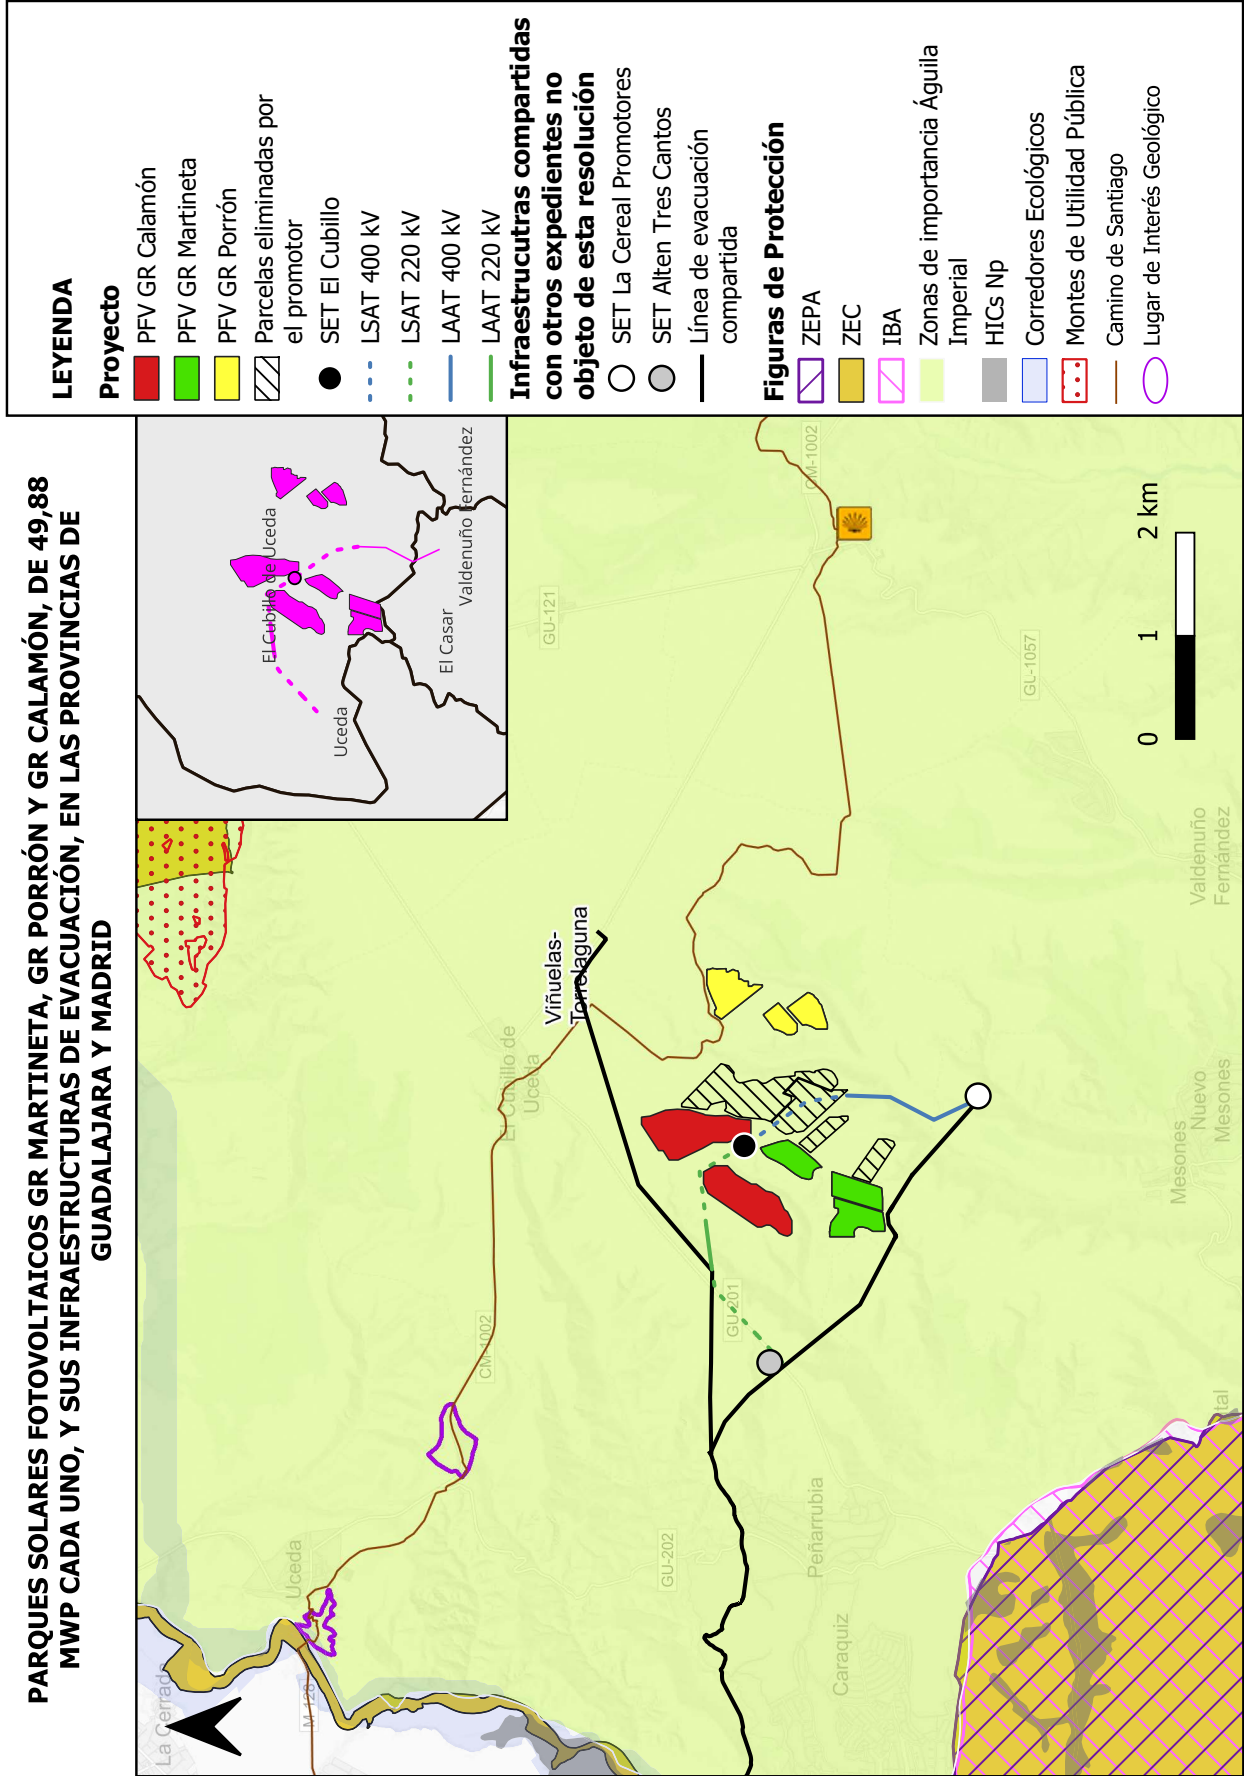 PARQUES SOLARES FOTOVOLTAICOS GR MARTINETA, GR PORRÓN Y GR CALAMÓN, DE 49,88
MWP CADA UNO, Y SUS INFRAESTRUCTURAS DE EVACUACIÓN, EN LAS PROVINCIAS DE
GUADALAJARA Y MADRID
LEYENDA
Proyecto
PFV GR Calamón
PFV GR Martineta
PFV GR Porrón
Parcelas eliminadas por
el promotor
SET El Cubillo
LSAT 400 kV
LSAT 220 kV
LAAT 400 kV
LAAT 220 kV
Infraestrucutras compartidas
con otros expedientes no
objeto de esta resolución
SET La Cereal Promotores
SET Alten Tres Cantos
Línea de evacuación
compartida
Figuras de Protección
ZEPA
ZEC
IBA
Zonas de importancia Águila
Imperial
HICs Np
Corredores Ecológicos
Montes de Utilidad Pública
Camino de Santiago
Lugar de Interés Geológico
El Cubillo de Uceda
Uceda
El Casar
Valdenuño Fernández
Viñuelas-
Torrelaguna
El Cubillo de
Uceda
GU-121
CM-1002
GU-1057
Valdenuño
Fernández
Mesones
Nuevo
Mesones
GU-201
CM-1002
GU-202
Peñarrubia
Caraquiz
Uceda
La Cerrada
M-128
tal
0
1
2 km